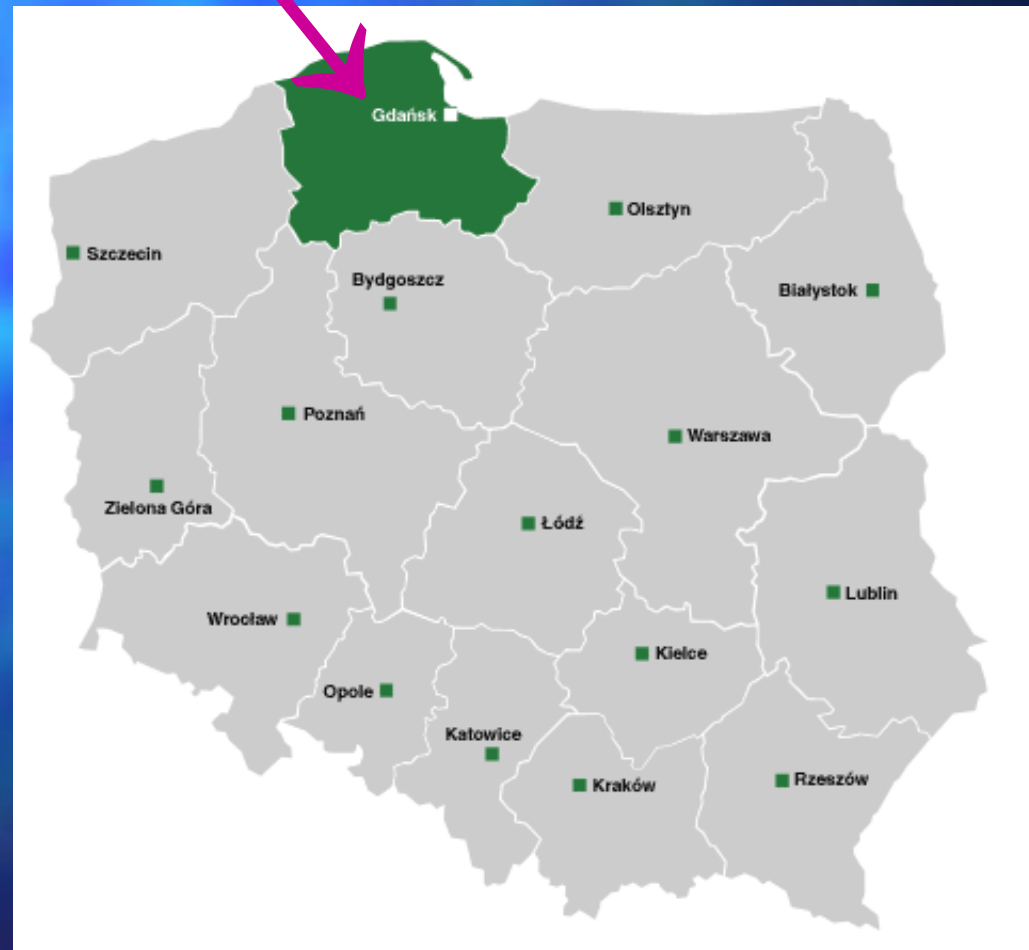 Gdańsk
Olsztyn
Szczecin
Bydgoszcz
Białystok
Poznań
Warszawa
Zielona Góra
Łódź
Lublin
Wrocław
Kielce
Opole
Katowice
Rzeszów
Kraków